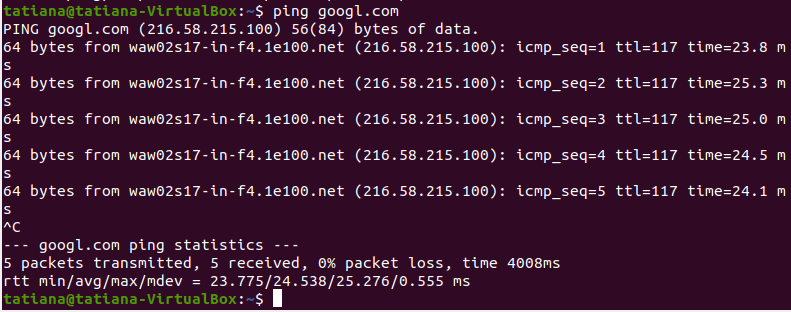 tatiana@tatiana-VirtualBox:~$ ping googl.com
PING googl.com (216.58.215.100) 56(84) bytes of data.
64 bytes from waw02s17-in-f4.1e100.net (216.58.215.100): icmp_seq=1 ttl=117 time=23.8 m
s
64 bytes from waw02s17-in-f4.1e100.net (216.58.215.100): icmp_seq=2 ttl=117 time=25.3 m
s
64 bytes from waw02s17-in-f4.1e100.net (216.58.215.100): icmp_seq=3 ttl=117 time=25.0 m
s
64 bytes from waw02s17-in-f4.1e100.net (216.58.215.100): icmp_seq=4 ttl=117 time=24.5 m
s
64 bytes from waw02s17-in-f4.1e100.net (216.58.215.100): icmp_seq=5 ttl=117 time=24.1 m
s
^C
--- googl.com ping statistics ---
5 packets transmitted, 5 received, 0% packet loss, time 4008ms
rtt min/avg/max/mdev = 23.775/24.538/25.276/0.555 ms
tatiana@tatiana-VirtualBox:~$